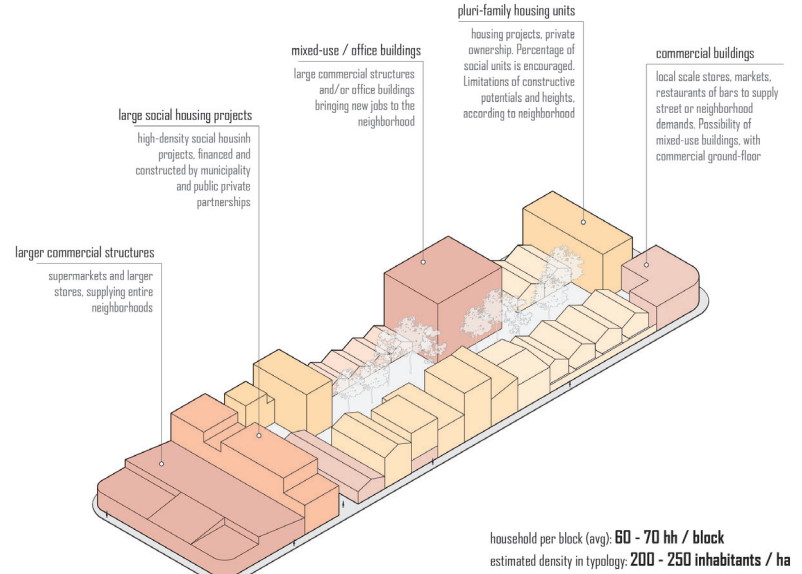 pluri-family housing units
housing projects, private
ownership. Percentage of
social units is encouraged.
Limitations of constructive
potentials and heights,
according to neighborhood
mixed-use / office buildings
large commercial structures
and/or office buildings
bringing new jobs to the
neighborhood
commercial buildings
local scale stores, markets,
restaurants of bars to supply
street or neighborhood
demands. Possibility of
mixed-use buildings, with
commercial ground-floor
large social housing projects
high-density social housinh
projects, financed and
constructed by municipality
and public private
partnerships
larger commercial structures
supermarkets and larger
stores, supplying entire
neighborhoods
household per block (avg): 60 - 70 hh / block
estimated density in typology: 200 - 250 inhabitants / ha